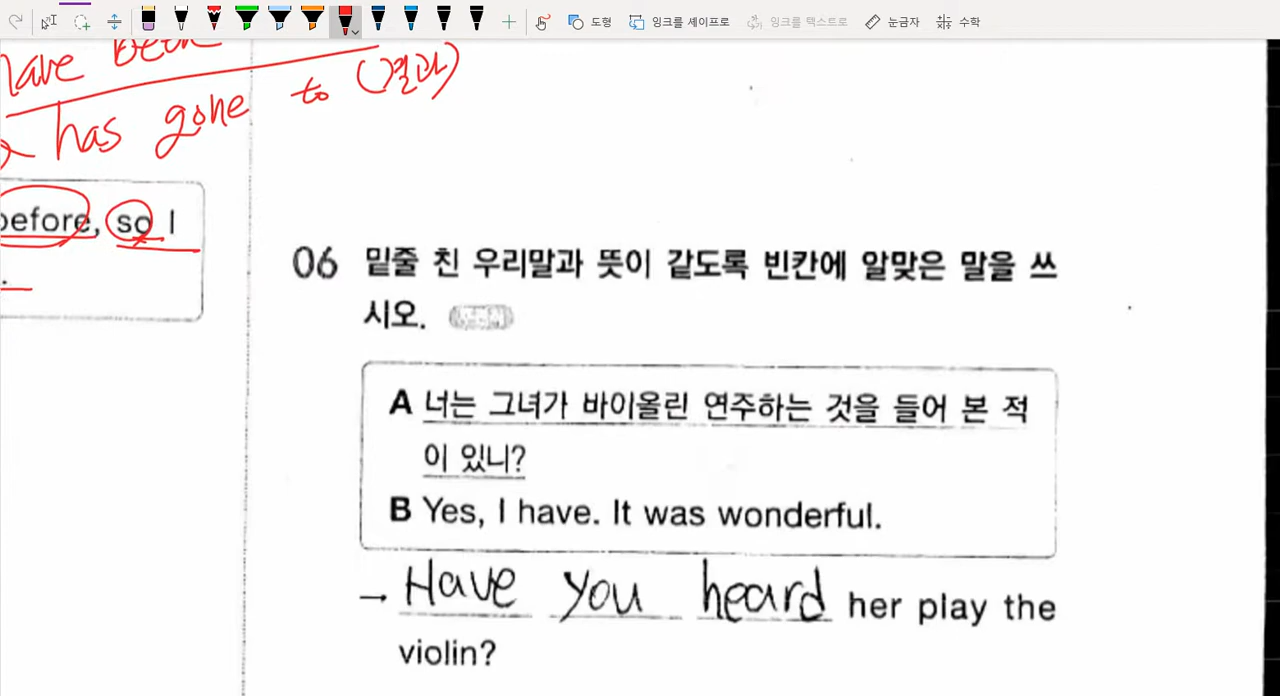 도형 잉크를 셰이프로 잉크를 텍스트로 눈금자 수학
have been
has gone to (결과)
before, so I
.
06 밑줄 친 우리말과 뜻이 같도록 빈칸에 알맞은 말을 쓰
시오.
A 너는 그녀가 바이올린 연주하는 것을 들어 본 적
이 있니?
B Yes, I have. It was wonderful.
→ Have you heard her play the
violin?